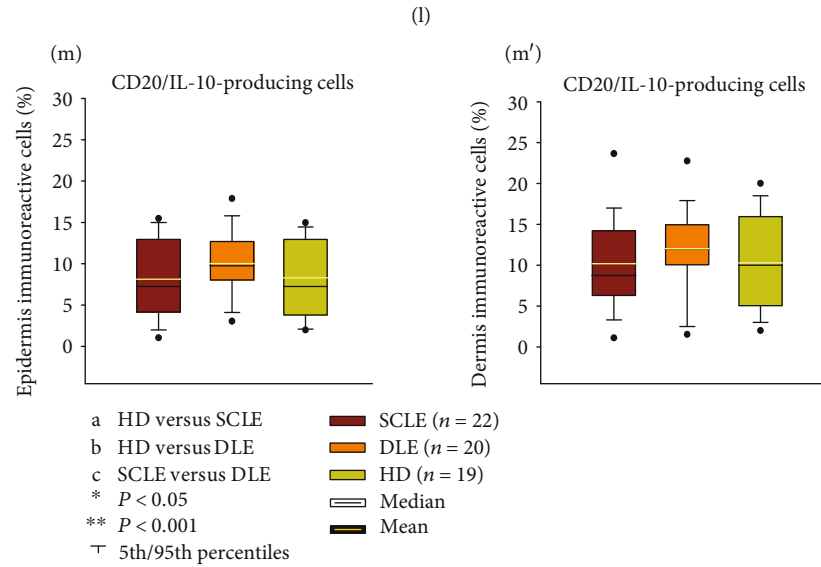 (l)
(m)
CD20/IL-10-producing cells
Epidermis immunoreactive cells (%)
30
25
20
15
10
5
0
(m′)
CD20/IL-10-producing cells
Dermis immunoreactive cells (%)
30
25
20
15
10
5
0
a HD versus SCLE
b HD versus DLE
c SCLE versus DLE
* P < 0.05
** P < 0.001
5th/95th percentiles
SCLE (n = 22)
DLE (n = 20)
HD (n = 19)
Median
Mean